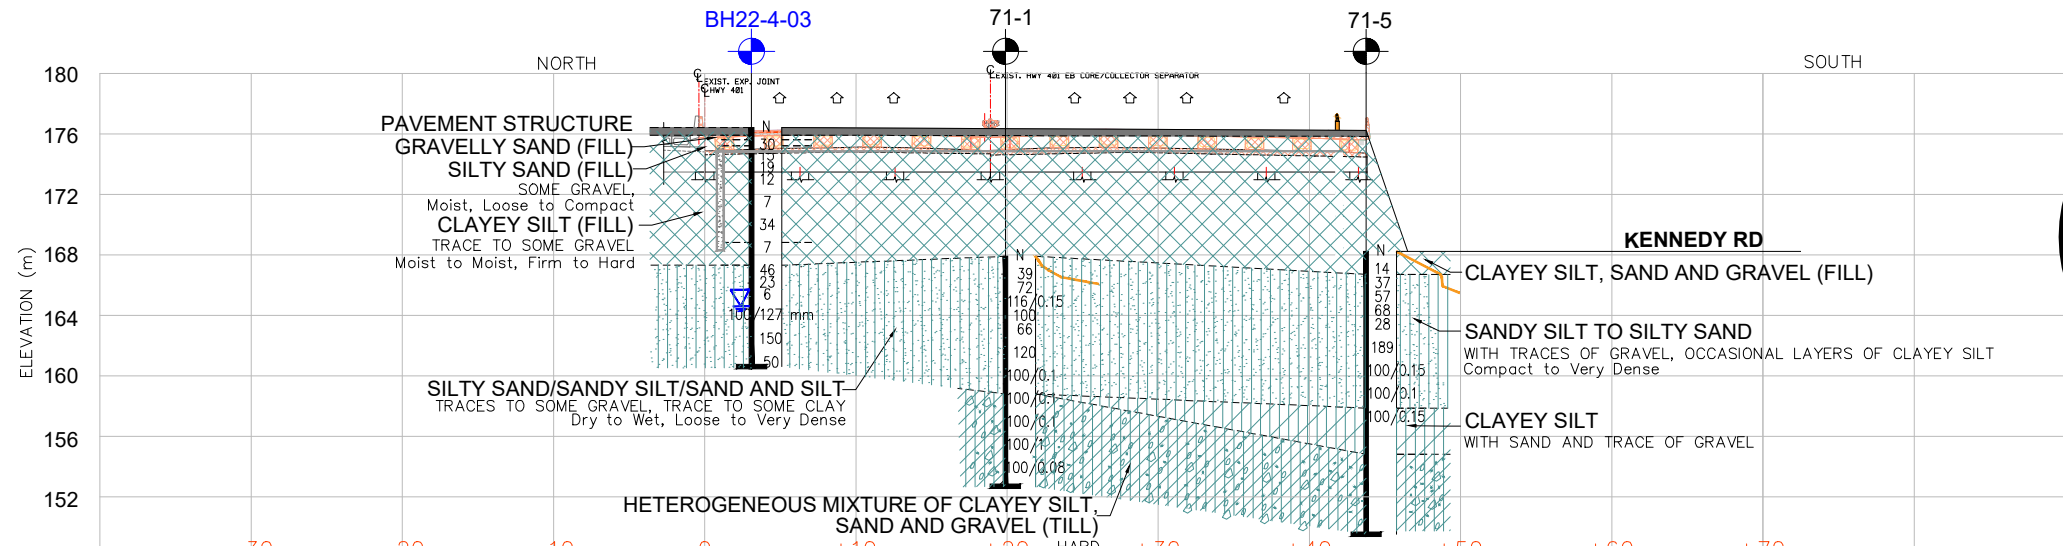 BH22-4-03
71-1
71-5
NORTH
SOUTH
EXIST. EXP. JOINT
HWY 401
EXIST. HWY 401 EB CORE/COLLECTOR SEPARATOR
ELEVATION (m)
180
176
172
168
164
160
156
152
PAVEMENT STRUCTURE
GRAVELLY SAND (FILL)
SILTY SAND (FILL)
SOME GRAVEL,
Moist, Loose to Compact
CLAYEY SILT (FILL)
TRACE TO SOME GRAVEL
Moist to Moist, Firm to Hard
N
30
19
12
7
34
7
46
23
6
100/127 mm
150
50
N
39
72
116/0.15
100
66
120
100/0.1
100/0.1
100/0.1
100/1
100/0.08
N
14
37
57
68
28
189
100/0.15
100/0.1
100/0.15
KENNEDY RD
CLAYEY SILT, SAND AND GRAVEL (FILL)
SANDY SILT TO SILTY SAND
WITH TRACES OF GRAVEL, OCCASIONAL LAYERS OF CLAYEY SILT
Compact to Very Dense
CLAYEY SILT
WITH SAND AND TRACE OF GRAVEL
SILTY SAND/SANDY SILT/SAND AND SILT
TRACES TO SOME GRAVEL, TRACE TO SOME CLAY
Dry to Wet, Loose to Very Dense
HETEROGENEOUS MIXTURE OF CLAYEY SILT,
SAND AND GRAVEL (TILL)
HARD